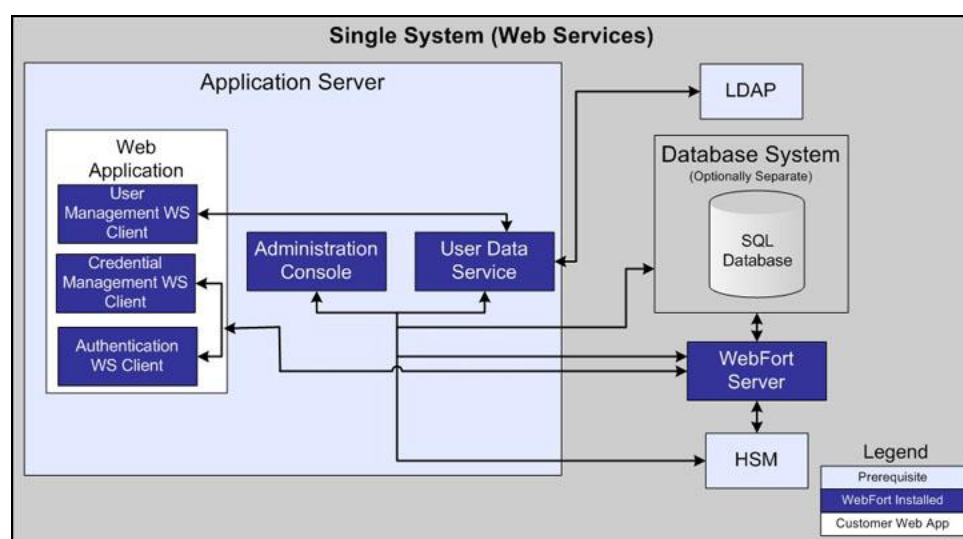 Single System (Web Services)
Application Server
Web
Application
User
Management WS
Client
Credential
Management WS
Client
Authentication
WS Client
Administration
Console
User Data
Service
LDAP
Database System
(Optionally Separate)
SQL
Database
WebFort
Server
HSM
Legend
Prerequisite
WebFort Installed
Customer Web App